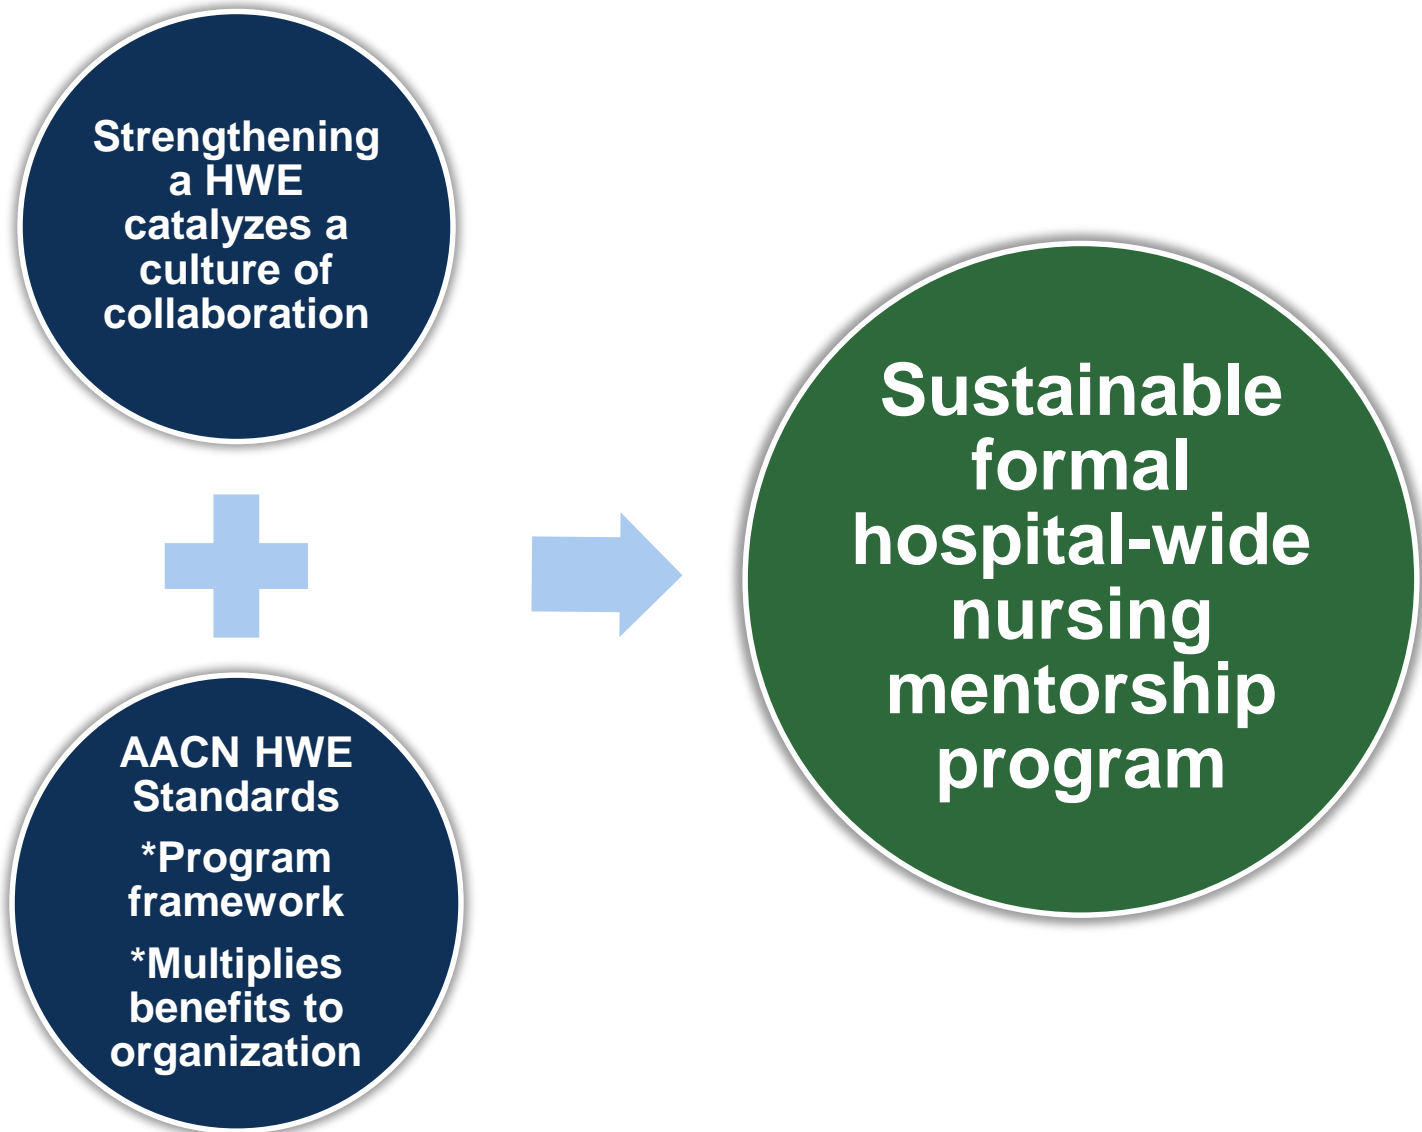 Strengthening
a HWE
catalyzes a
culture of
collaboration
AACN HWE
Standards
*Program
framework
*Multiplies
benefits to
organization
Sustainable
formal
hospital-wide
nursing
mentorship
program